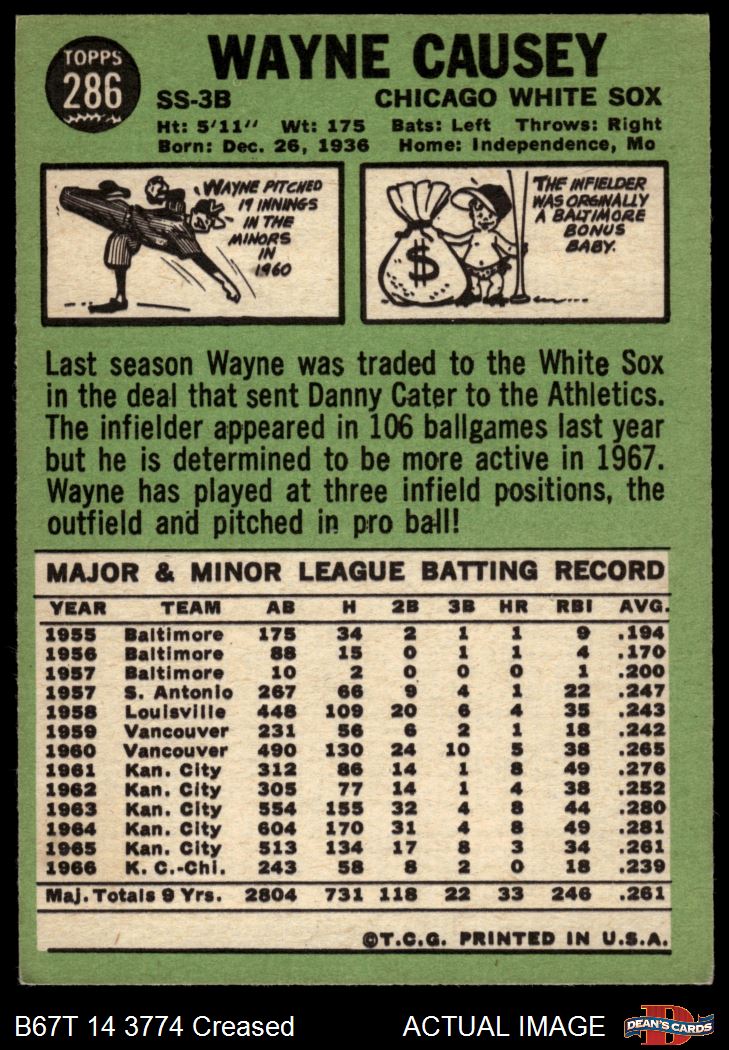 TOPPS
286
WAYNE CAUSEY
SS-3B CHICAGO WHITE SOX
Ht: 5'11" Wt: 175 Bats: Left Throws: Right
Born: Dec. 26, 1936 Home: Independence, Mo
WAYNE PITCHED
19 INNINGS
IN THE
MINORS
IN
1960
THE INFIELDER
WAS ORGINALLY
A BALTIMORE
BONUS
BABY.
$
Last season Wayne was traded to the White Sox
in the deal that sent Danny Cater to the Athletics.
The infielder appeared in 106 ballgames last year
but he is determined to be more active in 1967.
Wayne has played at three infield positions, the
outfield and pitched in pro ball!
MAJOR & MINOR LEAGUE BATTING RECORD
YEAR TEAM AB H 2B 3B HR RBI AVG.
1955 Baltimore 175 34 2 1 1 9 .194
1956 Baltimore 88 15 0 1 1 4 .170
1957 Baltimore 10 2 0 0 0 1 .200
1957 S. Antonio 267 66 9 4 1 22 .247
1958 Louisville 448 109 20 6 4 35 .243
1959 Vancouver 231 56 6 2 1 18 .242
1960 Vancouver 490 130 24 10 5 38 .265
1961 Kan. City 312 86 14 1 8 49 .276
1962 Kan. City 305 77 14 1 4 38 .252
1963 Kan. City 554 155 32 4 8 44 .280
1964 Kan. City 604 170 31 4 8 49 .281
1965 Kan. City 513 134 17 8 3 34 .261
1966 K. C.-Chi. 243 58 8 2 0 18 .239
Maj. Totals 9 Yrs. 2804 731 118 22 33 246 .261
©T.C.G. PRINTED IN U.S.A.
B67T 14 3774 Creased ACTUAL IMAGE
D
DEAN'S CARDS